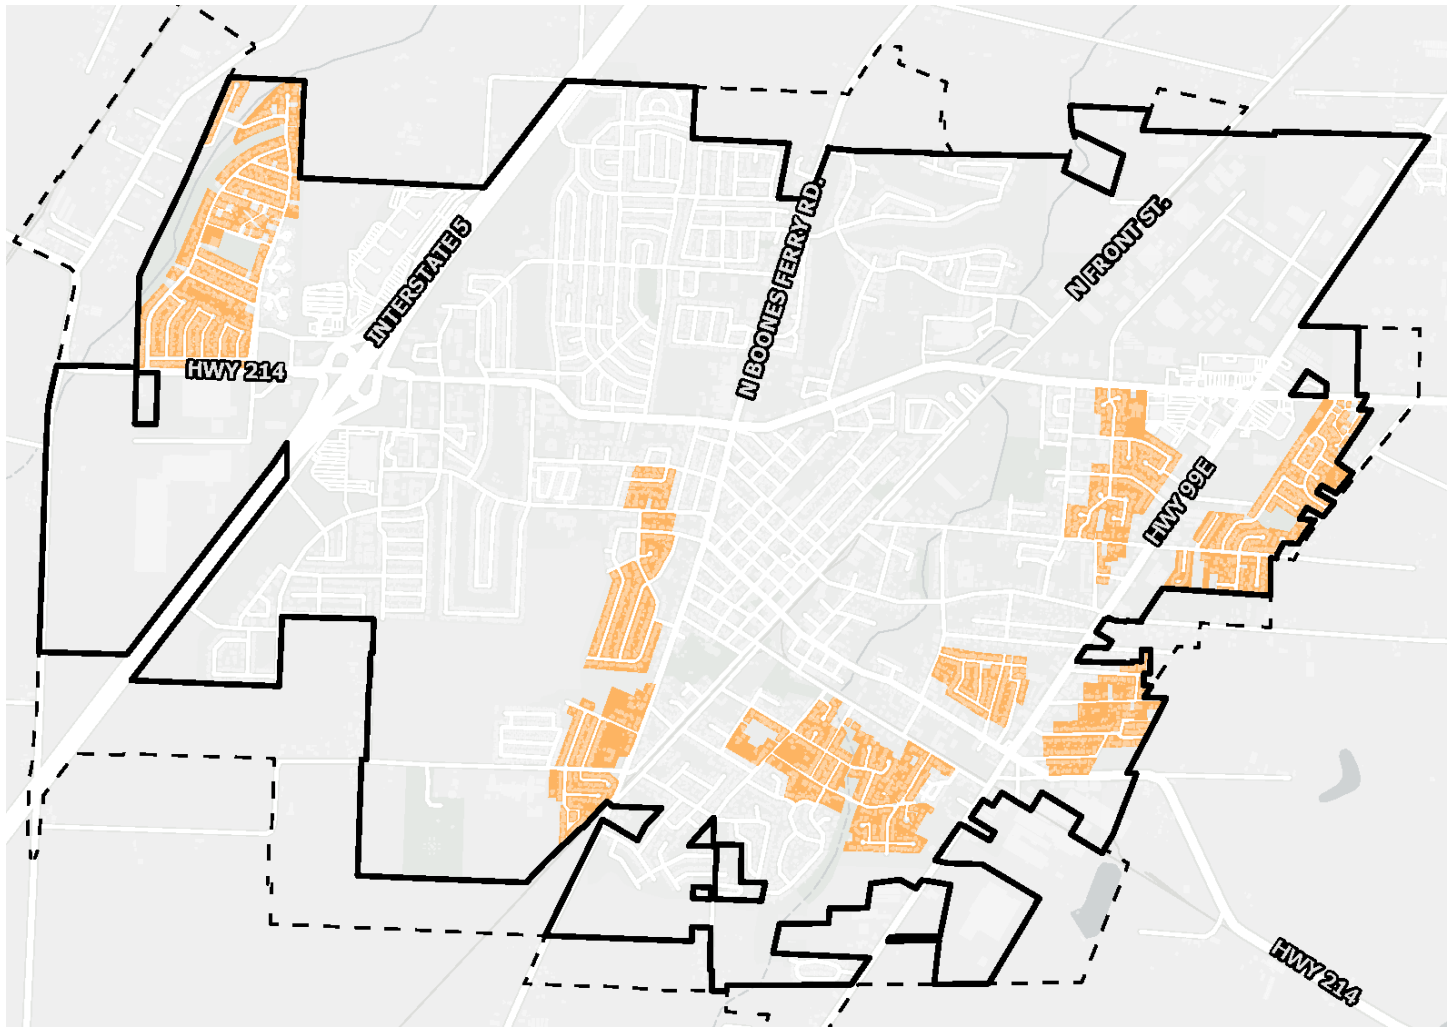 N FRONT ST.
INTERSTATE 5
N BOONES FERRY RD.
HWY 214
HWY 99E
HWY 214